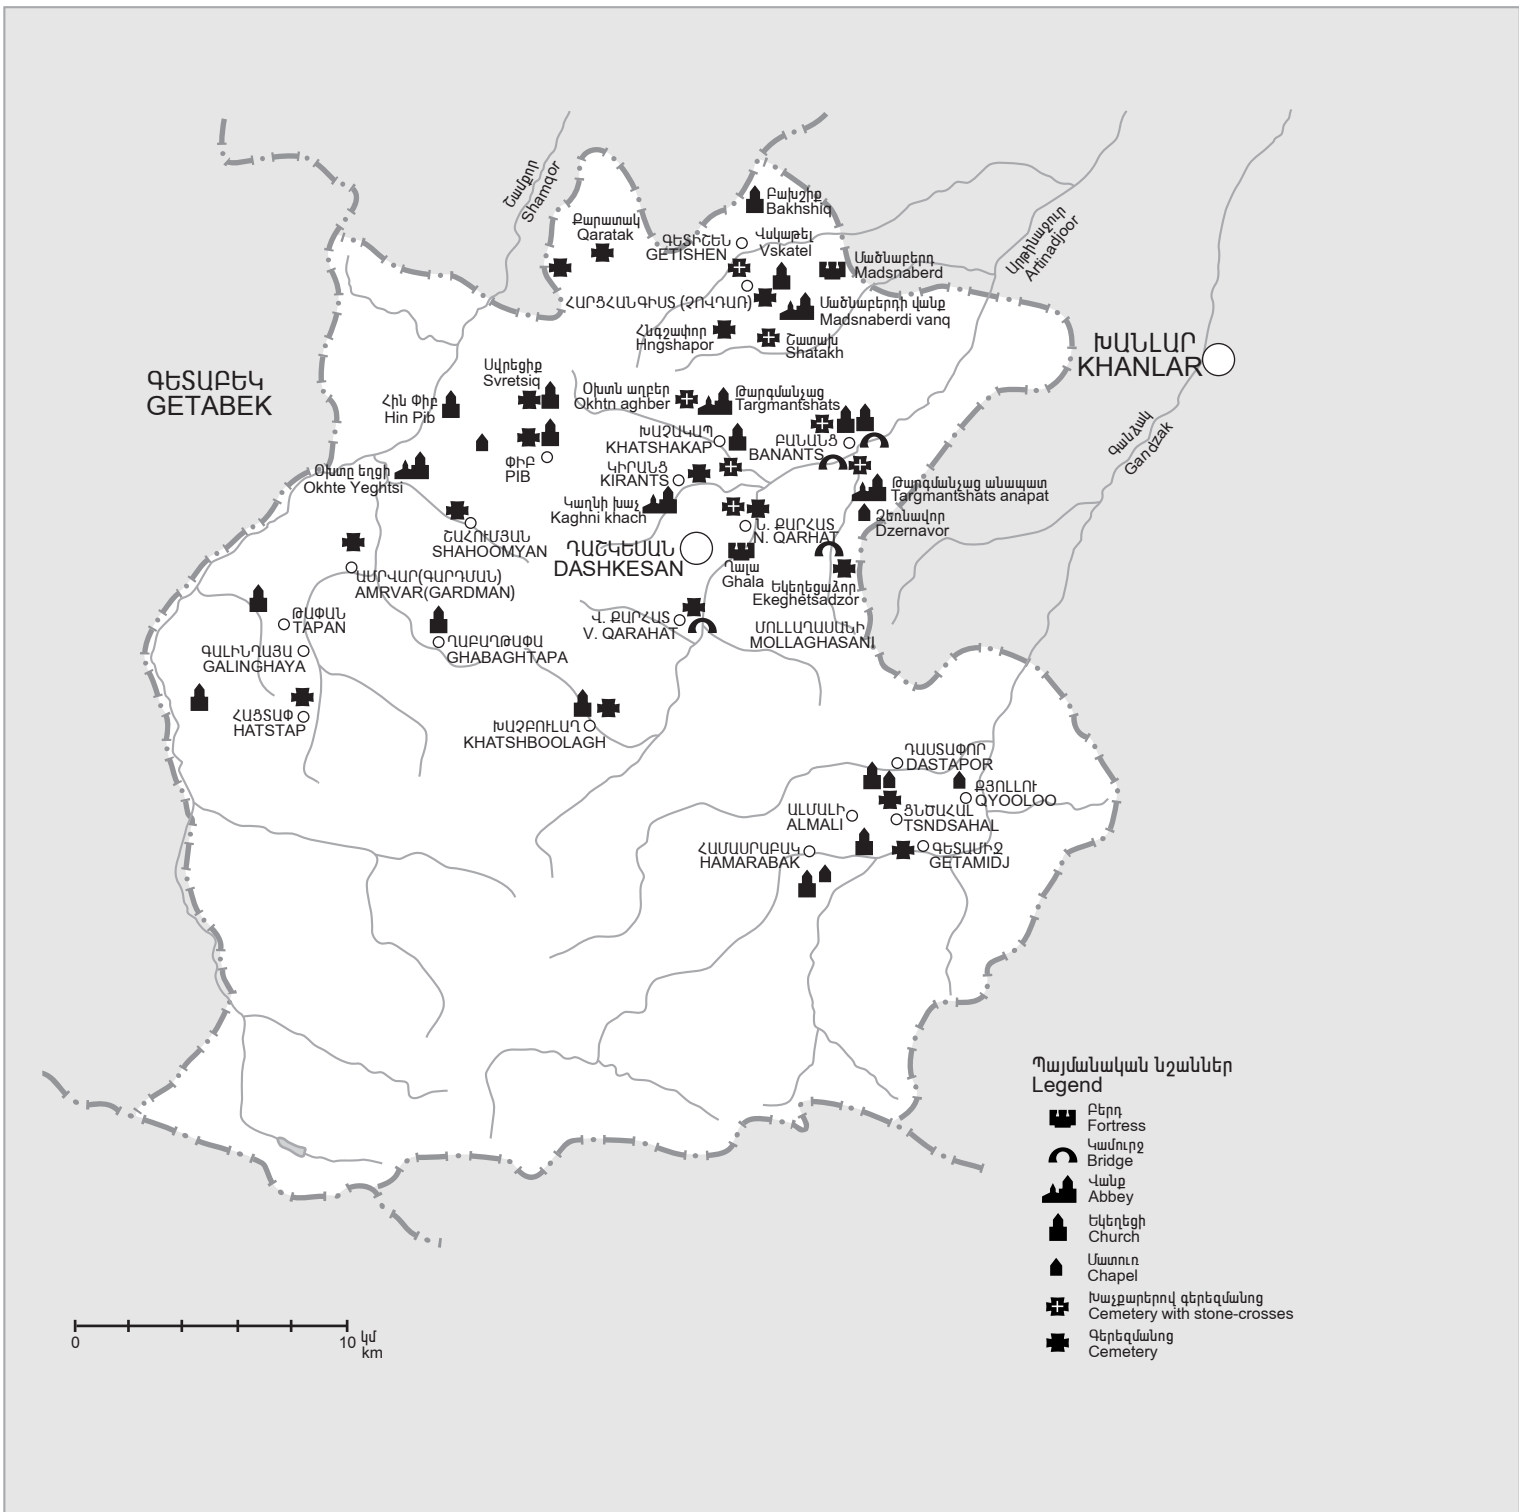 Շամքոր
Shamqor
Բախշիք
Bakhshiq
Քարատակ
Qaratak
ԳԵՏԻՇԵՆ
GETISHEN
Վսկաթել
Vskatel
Մածնաբերդ
Madsnaberd
Արթինաջուր
Artinadjoor
ՀԱՐՑՀԱՆԳԻՍՏ (ՉՈՎԴԱՌ)
Մածնաբերդի վանք
Madsnaberdi vanq
Հնգշափոր
Hngshapor
Շատախ
Shatakh
ԽԱՆԼԱՐ
KHANLAR
ԳԵՏԱԲԵԿ
GETABEK
Սվրեցիք
Svretsiq
Հին Փիբ
Hin Pib
Օխտն աղբեր
Okhtn aghber
Թարգմանչաց
Targmantshats
ԽԱՉԱԿԱՊ
KHATSHAKAP
ԲԱՆԱՆՑ
BANANTS
Գանձակ
Gandzak
ՓԻԲ
PIB
ԿԻՐԱՆՑ
KIRANTS
Օխտը եղցի
Okhte Yeghtsi
Կաղնի խաչ
Kaghni khach
Թարգմանչաց անապատ
Targmantshats anapat
Ձեռնավոր
Dzernavor
ՇԱՀՈՒՄՅԱՆ
SHAHOOMYAN
Ն. ՔԱՐՀԱՏ
N. QARHAT
ԴԱՇԿԵՍԱՆ
DASHKESAN
Ղալա
Ghala
Եկեղեցաձոր
Ekeghetsadzor
ԱՄՐՎԱՐ(ԳԱՐԴՄԱՆ)
AMRVAR(GARDMAN)
ԹԱՓԱՆ
TAPAN
Վ. ՔԱՐՀԱՏ
V. QARAHAT
ՄՈԼԼԱՂԱՍԱՆԻ
MOLLAGHASANI
ԳԱԼԻՆՂԱՅԱ
GALINGHAYA
ՂԱԲԱՂԹԱՓԱ
GHABAGHTAPA
ՀԱՑՏԱՓ
HATSTAP
ԽԱՉԲՈՒԼԱՂ
KHATSHBOOLAGH
ԴԱՍՏԱՓՈՐ
DASTAPOR
ՔՅՈԼԼՈՒ
QYOOLOO
ԱԼՄԱԼԻ
ALMALI
ՑՆԾԱՀԱԼ
TSNDSAHAL
ՀԱՄԱՍՐԱԲԱԿ
HAMARABAK
ԳԵՏԱՄԻՋ
GETAMIDJ
Պայմանական նշաններ
Legend
Բերդ
Fortress
Կամուրջ
Bridge
Վանք
Abbey
Եկեղեցի
Church
Մատուռ
Chapel
Խաչքարերով գերեզմանոց
Cemetery with stone-crosses
Գերեզմանոց
Cemetery
0 10 կմ
km